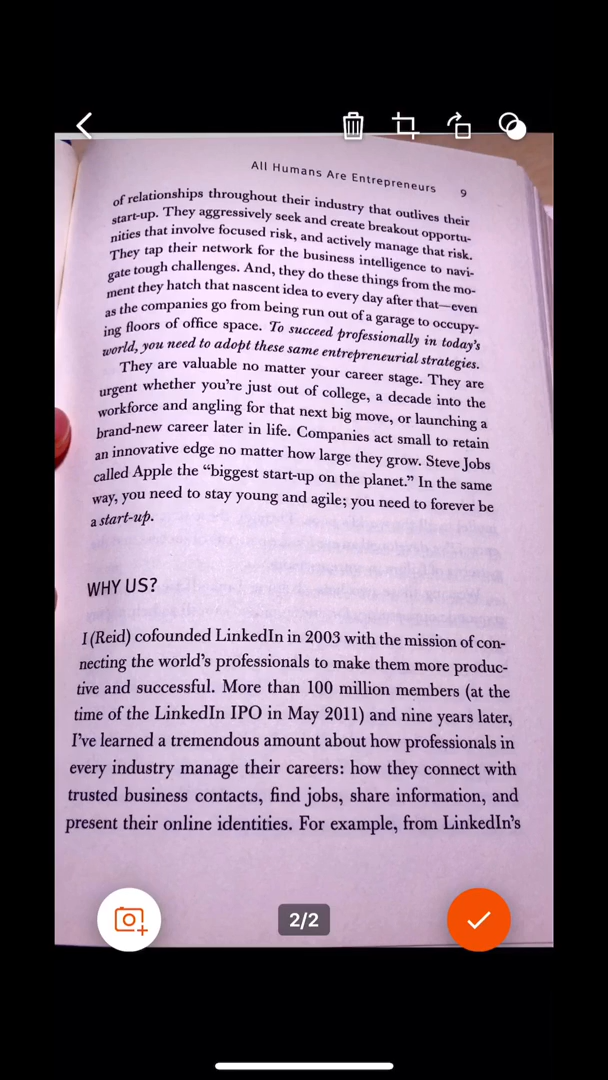 All Humans Are Entrepreneurs 9
of relationships throughout their industry that outlives their
start-up. They aggressively seek and create breakout opportu-
nities that involve focused risk, and actively manage that risk.
They tap their network for the business intelligence to navi-
gate tough challenges. And, they do these things from the mo-
ment they hatch that nascent idea to every day after that—even
as the companies go from being run out of a garage to occupy-
ing floors of office space. To succeed professionally in today's
world, you need to adopt these same entrepreneurial strategies.
They are valuable no matter your career stage. They are
urgent whether you're just out of college, a decade into the
workforce and angling for that next big move, or launching a
brand-new career later in life. Companies act small to retain
an innovative edge no matter how large they grow. Steve Jobs
called Apple the “biggest start-up on the planet.” In the same
way, you need to stay young and agile; you need to forever be
a start-up.
WHY US?
I (Reid) cofounded LinkedIn in 2003 with the mission of con-
necting the world's professionals to make them more produc-
tive and successful. More than 100 million members (at the
time of the LinkedIn IPO in May 2011) and nine years later,
I've learned a tremendous amount about how professionals in
every industry manage their careers: how they connect with
trusted business contacts, find jobs, share information, and
present their online identities. For example, from LinkedIn's
2/2